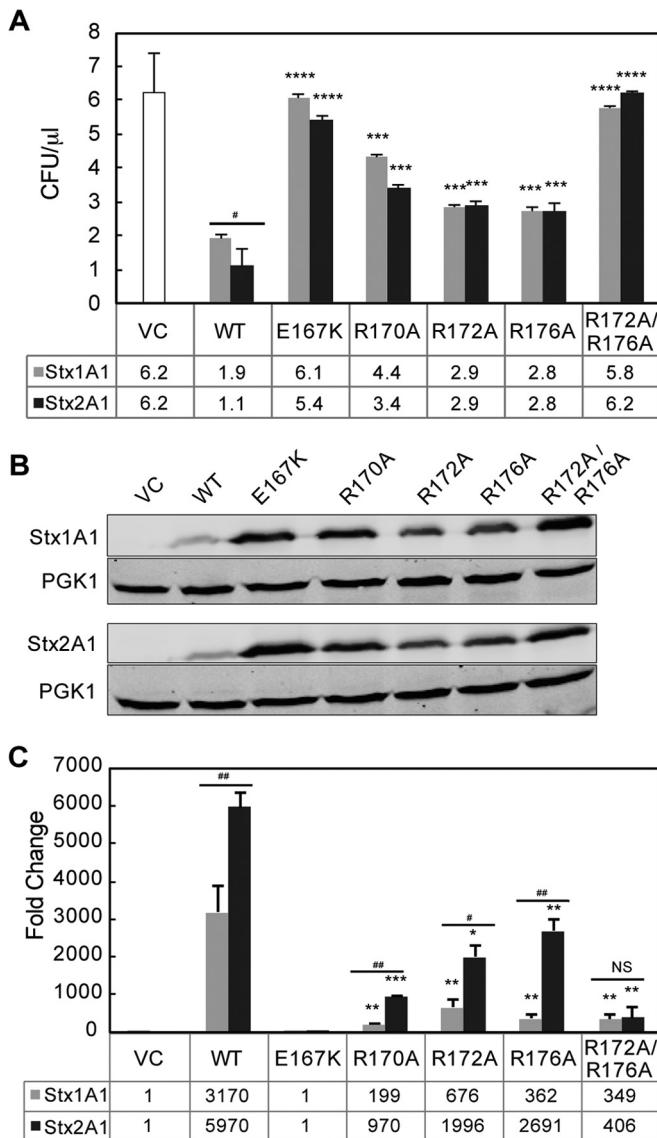 A
8
7
6
5
4
3
2
1
0
CFU/µl
#
**** ****
*** ***
*** ***
*** ***
**** ****
VC WT E167K R170A R172A R176A R172A/R176A
Stx1A1 6.2 1.9 6.1 4.4 2.9 2.8 5.8
Stx2A1 6.2 1.1 5.4 3.4 2.9 2.8 6.2
B
VC WT E167K R170A R172A R176A R172A / R176A
Stx1A1
PGK1
Stx2A1
PGK1
C
7000
6000
5000
4000
3000
2000
1000
0
Fold Change
##
##
** ***
#
** *
##
** **
NS
** **
VC WT E167K R170A R172A R176A R172A/R176A
Stx1A1 1 3170 1 199 676 362 349
Stx2A1 1 5970 1 970 1996 2691 406